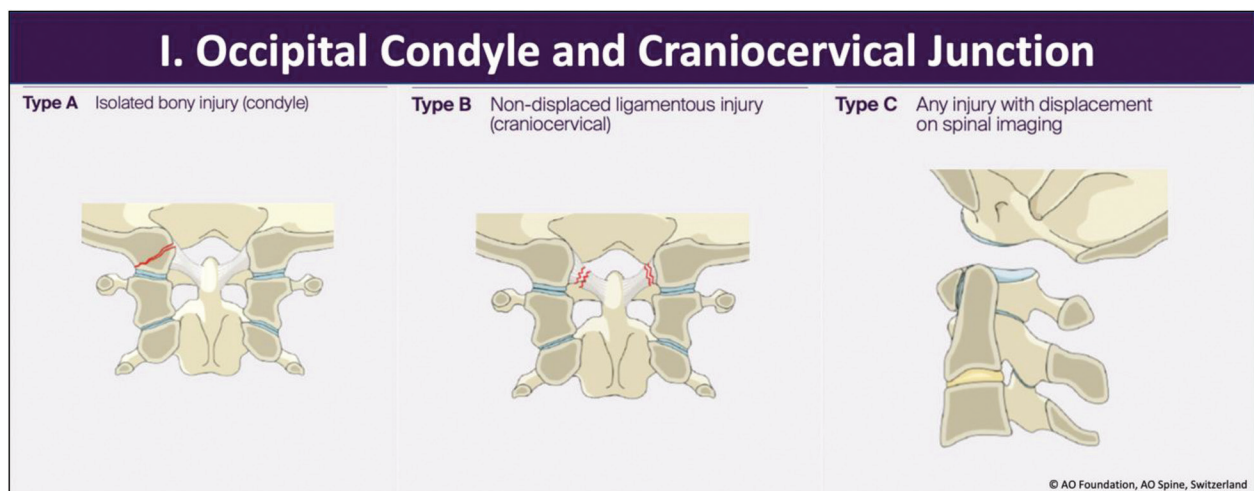 I. Occipital Condyle and Craniocervical Junction
Type A Isolated bony injury (condyle)
Type B Non-displaced ligamentous injury
(craniocervical)
Type C Any injury with displacement
on spinal imaging
© AO Foundation, AO Spine, Switzerland